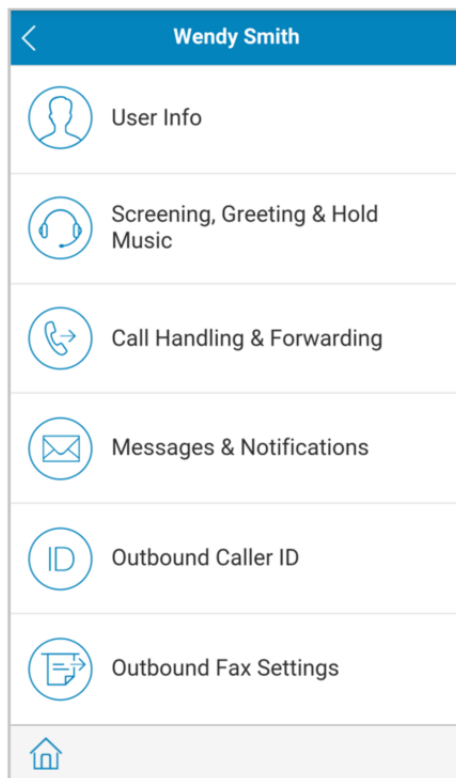 Wendy Smith
User Info
Screening, Greeting & Hold
Music
Call Handling & Forwarding
Messages & Notifications
ID
Outbound Caller ID
Outbound Fax Settings